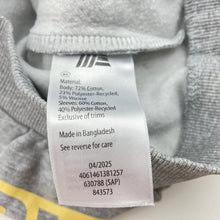 Material:
Body: 72% Cotton,
23% Polyester-Recycled,
5% Viscose
Sleeves: 60% Cotton,
40% Polyester-Recycled
Exclusive of trims
Made in Bangladesh
See reverse for care
04/2025
4061461381257
630788 (SAP)
843573